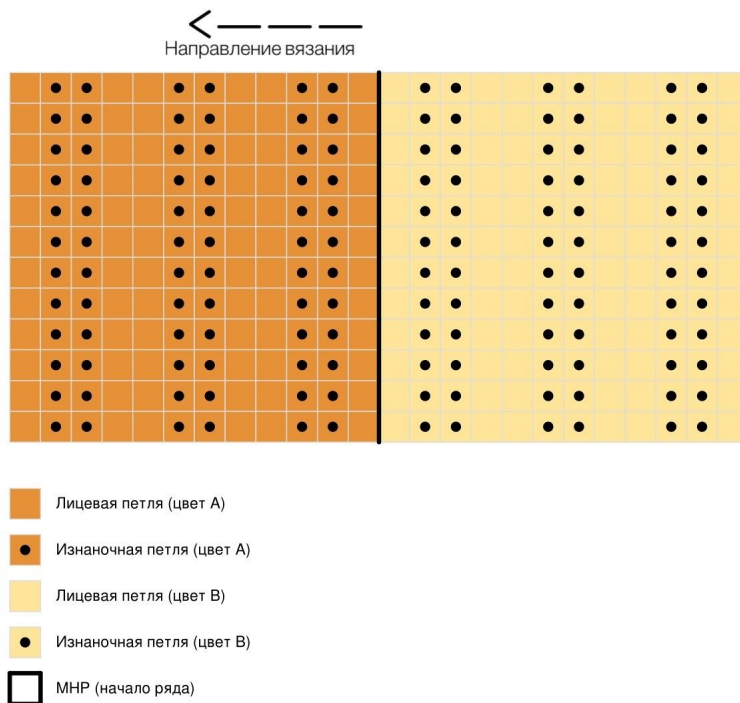 Направление вязания
Лицевая петля (цвет А)
Изнаночная петля (цвет А)
Лицевая петля (цвет В)
Изнаночная петля (цвет В)
МНР (начало ряда)